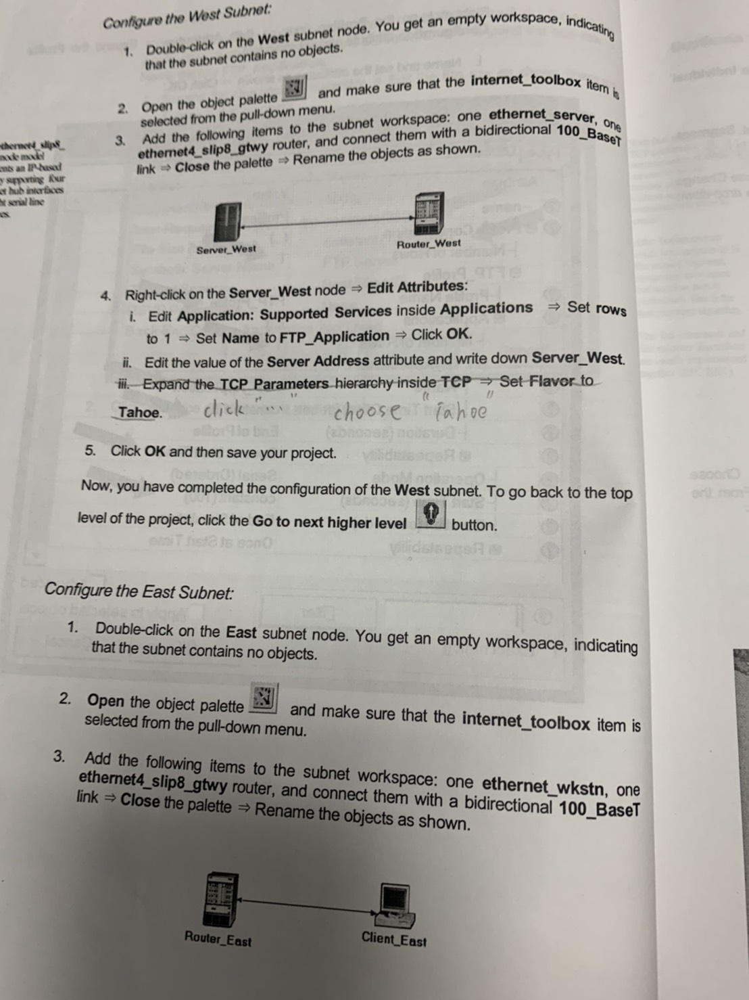 Configure the West Subnet:
1. Double-click on the West subnet node. You get an empty workspace, indicating
that the subnet contains no objects.
2. Open the object palette and make sure that the internet_toolbox item is
selected from the pull-down menu.
3. Add the following items to the subnet workspace: one ethernet_server, one
ethernet4_slip8_gtwy router, and connect them with a bidirectional 100_BaseT
link ⇒ Close the palette ⇒ Rename the objects as shown.
ethernet4_slip8_
node model
ents an IP-based
y supporting four
et hub interfaces
ht serial line
es.
Server_West
Router_West
4. Right-click on the Server_West node ⇒ Edit Attributes:
i. Edit Application: Supported Services inside Applications ⇒ Set rows
to 1 ⇒ Set Name to FTP_Application ⇒ Click OK.
ii. Edit the value of the Server Address attribute and write down Server_West.
iii. Expand the TCP Parameters hierarchy inside TCP ⇒ Set Flavor to
Tahoe. click "..." choose "Tahoe"
5. Click OK and then save your project.
Now, you have completed the configuration of the West subnet. To go back to the top
level of the project, click the Go to next higher level button.
Configure the East Subnet:
1. Double-click on the East subnet node. You get an empty workspace, indicating
that the subnet contains no objects.
2. Open the object palette and make sure that the internet_toolbox item is
selected from the pull-down menu.
3. Add the following items to the subnet workspace: one ethernet_wkstn, one
ethernet4_slip8_gtwy router, and connect them with a bidirectional 100_BaseT
link ⇒ Close the palette ⇒ Rename the objects as shown.
Router_East
Client_East